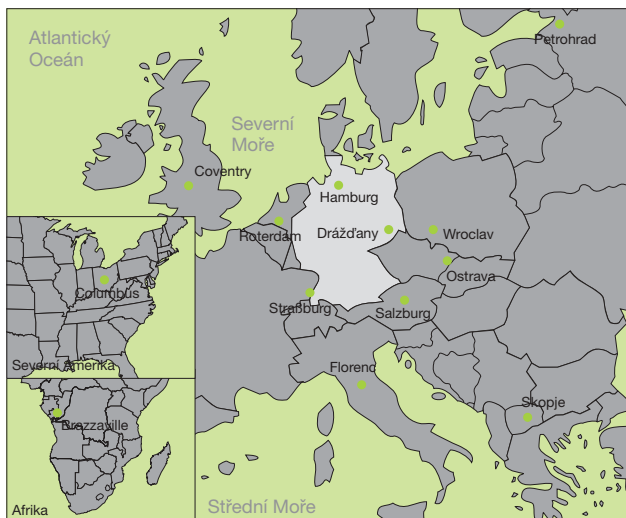 Atlantický
Oceán
Petrohrad
Severní
Moře
Coventry
Hamburg
Roterdam
Drážďany
Wroclav
Ostrava
Columbus
Straßburg
Salzburg
Severní Amerika
Florenc
Brazzaville
Skopje
Afrika
Střední Moře